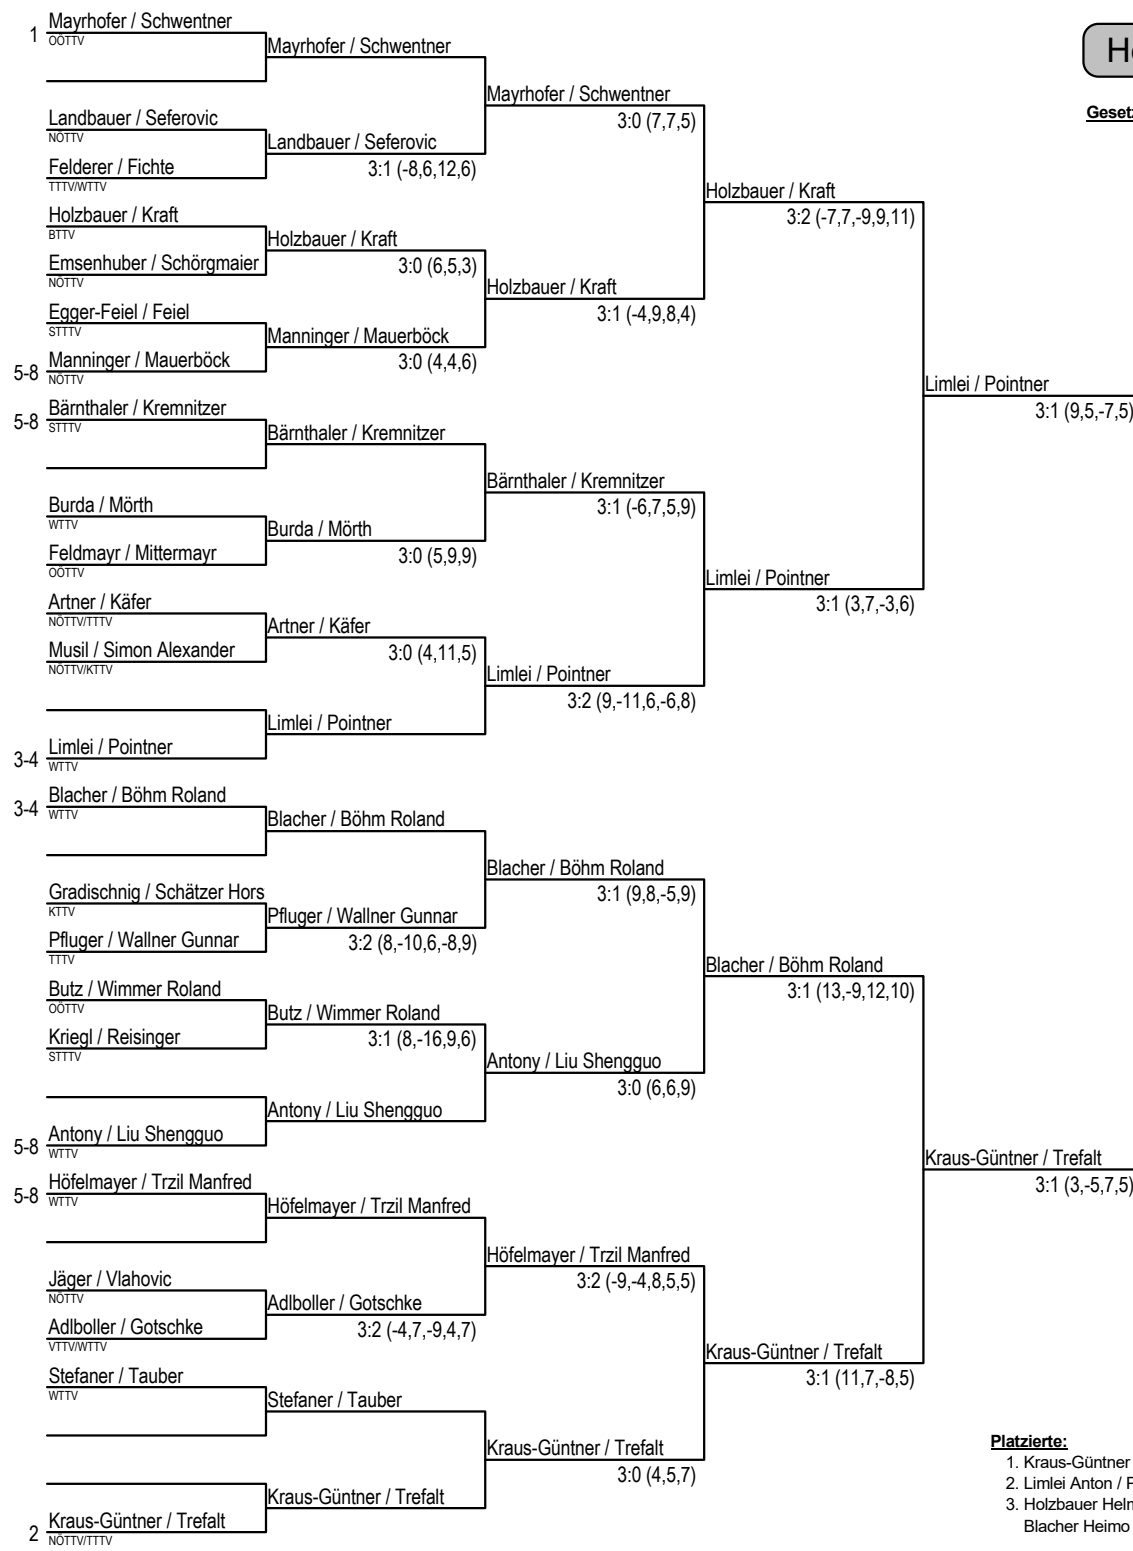 Mayrhofer / Schwentner
1
OÖTTV
Mayrhofer / Schwentner
Mayrhofer / Schwentner
3:0 (7,7,5)
Landbauer / Seferovic
NÖTTV
Landbauer / Seferovic
3:1 (-8,6,12,6)
Felderer / Fichte
TTTV/WTTV
Holzbauer / Kraft
3:2 (-7,7,-9,9,11)
Holzbauer / Kraft
BTTV
Holzbauer / Kraft
3:0 (6,5,3)
Emsenhuber / Schörgmaier
NÖTTV
Holzbauer / Kraft
3:1 (-4,9,8,4)
Egger-Feiel / Feiel
STTTV
Manninger / Mauerböck
3:0 (4,4,6)
Manninger / Mauerböck
5-8
NÖTTV
Limlei / Pointner
3:1 (9,5,-7,5)
Bärnthaler / Kremnitzer
5-8
STTTV
Bärnthaler / Kremnitzer
Bärnthaler / Kremnitzer
3:1 (-6,7,5,9)
Burda / Mörth
WTTV
Burda / Mörth
3:0 (5,9,9)
Feldmayr / Mittermayr
OÖTTV
Limlei / Pointner
3:1 (3,7,-3,6)
Artner / Käfer
NÖTTV/TTTV
Artner / Käfer
3:0 (4,11,5)
Musil / Simon Alexander
NÖTTV/KTTV
Limlei / Pointner
3:2 (9,-11,6,-6,8)
Limlei / Pointner
Limlei / Pointner
3-4
WTTV
Blacher / Böhm Roland
3-4
WTTV
Blacher / Böhm Roland
Blacher / Böhm Roland
3:1 (9,8,-5,9)
Gradischnig / Schätzer Hors
KTTV
Pfluger / Wallner Gunnar
3:2 (8,-10,6,-8,9)
Pfluger / Wallner Gunnar
TTTV
Blacher / Böhm Roland
3:1 (13,-9,12,10)
Butz / Wimmer Roland
OÖTTV
Butz / Wimmer Roland
3:1 (8,-16,9,6)
Kriegl / Reisinger
STTTV
Antony / Liu Shengguo
3:0 (6,6,9)
Antony / Liu Shengguo
Antony / Liu Shengguo
5-8
WTTV
Kraus-Güntner / Trefalt
3:1 (3,-5,7,5)
Höfelmayer / Trzil Manfred
5-8
WTTV
Höfelmayer / Trzil Manfred
Höfelmayer / Trzil Manfred
3:2 (-9,-4,8,5,5)
Jäger / Vlahovic
NÖTTV
Adlboller / Gotschke
3:2 (-4,7,-9,4,7)
Adlboller / Gotschke
VTTV/WTTV
Kraus-Güntner / Trefalt
3:1 (11,7,-8,5)
Stefaner / Tauber
WTTV
Stefaner / Tauber
Kraus-Güntner / Trefalt
3:0 (4,5,7)
Kraus-Güntner / Trefalt
Kraus-Güntner / Trefalt
2
NÖTTV/TTTV
Platzierte:
1. Kraus-Güntner
2. Limlei Anton /
3. Holzbauer
Blacher Heimo